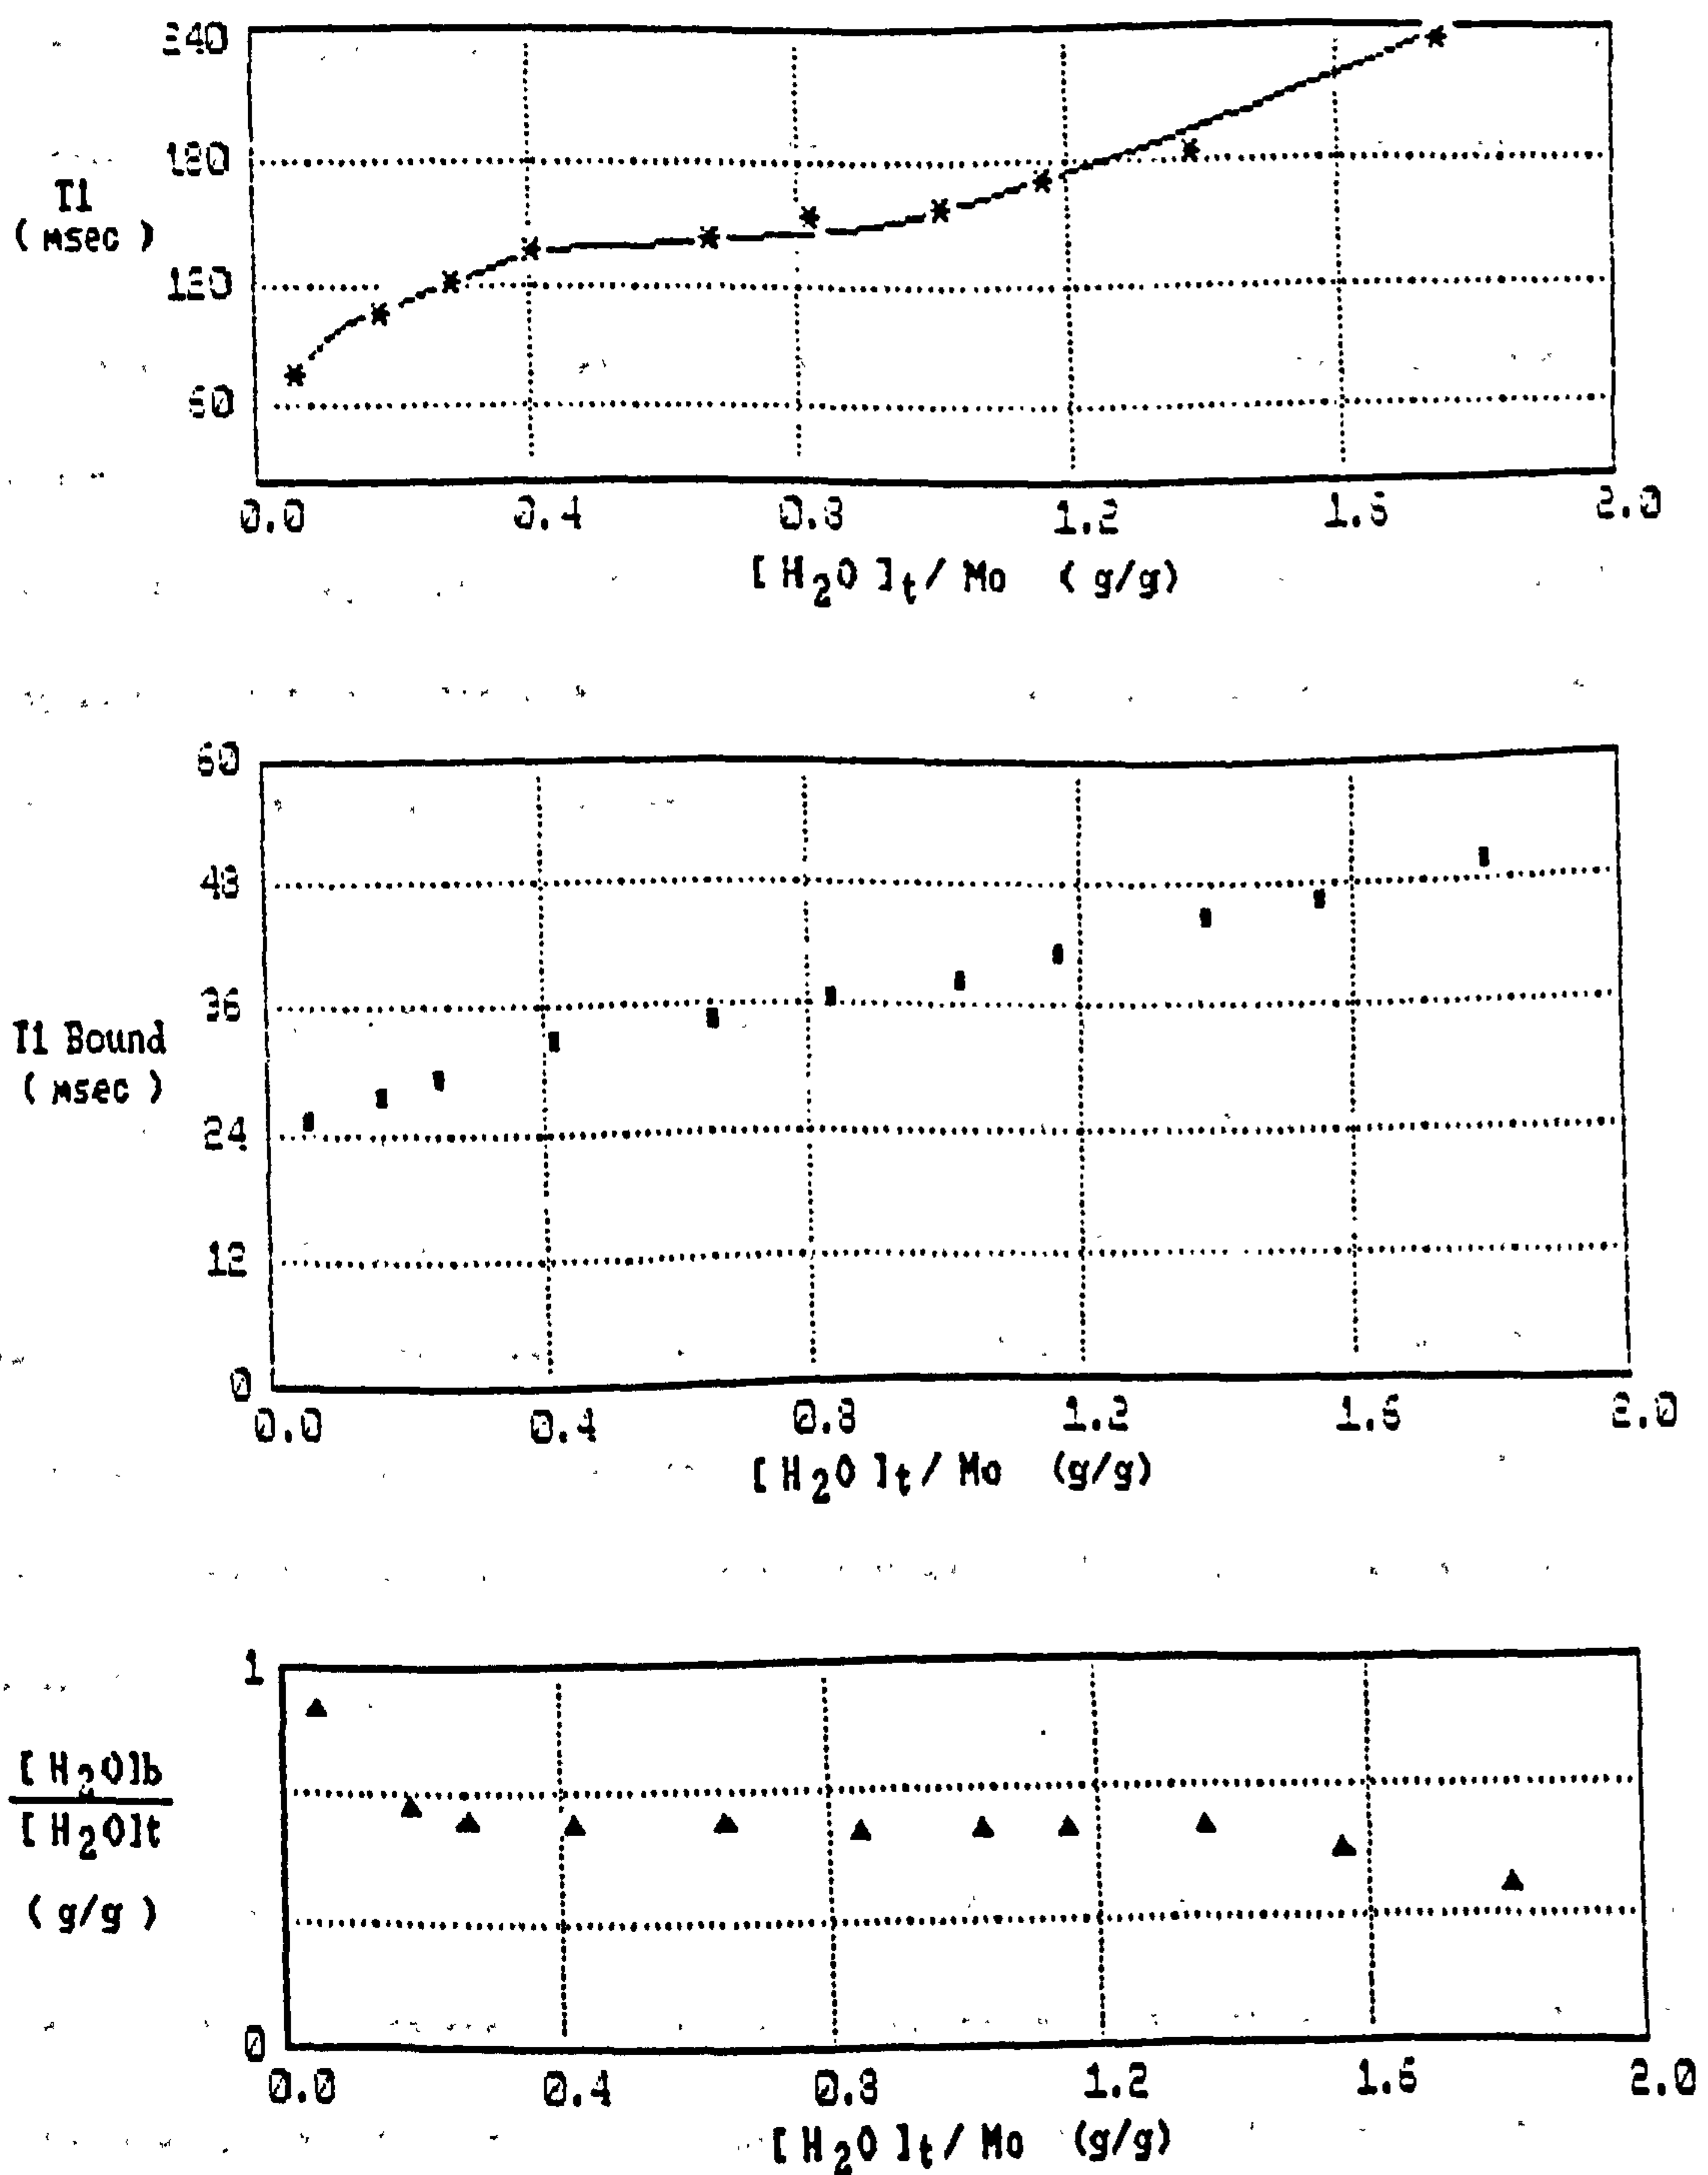 240
180
T1
( msec )
120
60
0.0 0.4 0.8 1.2 1.6 2.0
[ H2O ]t / Mo ( g/g)
60
48
36
T1 Bound
( msec )
24
12
0
0.0 0.4 0.8 1.2 1.6 2.0
[ H2O ]t / Mo (g/g)
1
[ H2O]b
[ H2O]t
( g/g )
0
0.0 0.4 0.8 1.2 1.6 2.0
[ H2O ]t / Mo (g/g)